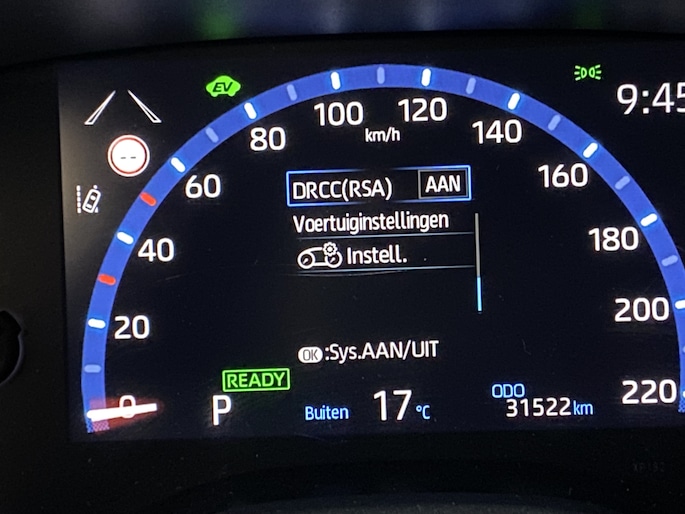 EV
9:45
100
120
km/h
80
140
--
60
160
DRCC(RSA) AAN
Voertuiginstellingen
Instell.
40
180
20
200
OK:Sys.AAN/UIT
READY
0
P
Buiten 17 °C
ODO
31522 km
220